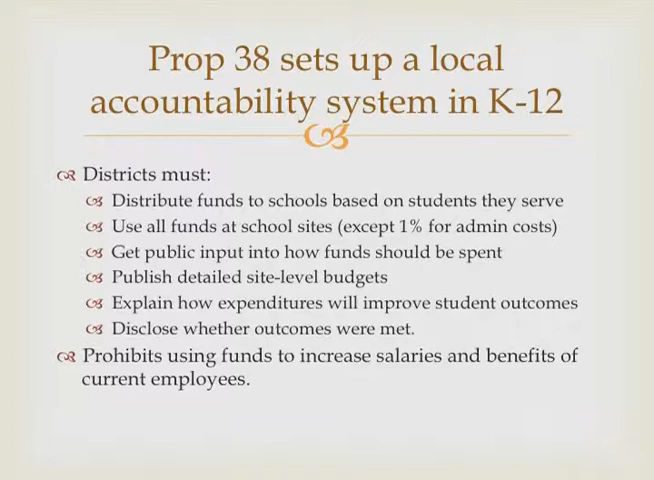 Prop 38 sets up a local
accountability system in K-12
Districts must:
Distribute funds to schools based on students they serve
Use all funds at school sites (except 1% for admin costs)
Get public input into how funds should be spent
Publish detailed site-level budgets
Explain how expenditures will improve student outcomes
Disclose whether outcomes were met.
Prohibits using funds to increase salaries and benefits of
current employees.